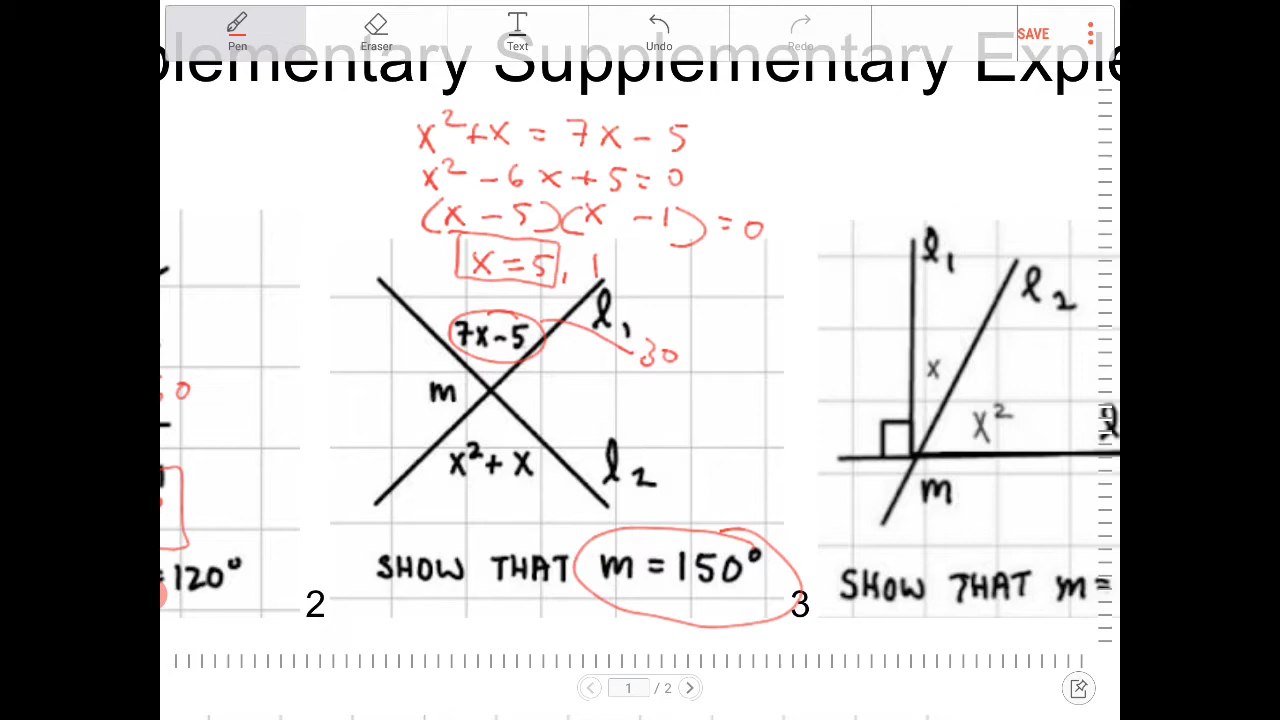 Pen
Eraser
Text
Undo
Redo
SAVE
plementary Supplementary Exple
x² + x = 7x - 5
x² - 6x + 5 = 0
(x - 5)(x - 1) = 0
x = 5, 1
7x-5
l₁
30
m
x² + x
l₂
SHOW THAT m = 150°
2
0
=120°
l₁
l₂
x
x²
m
SHOW THAT m =
3
1 / 2